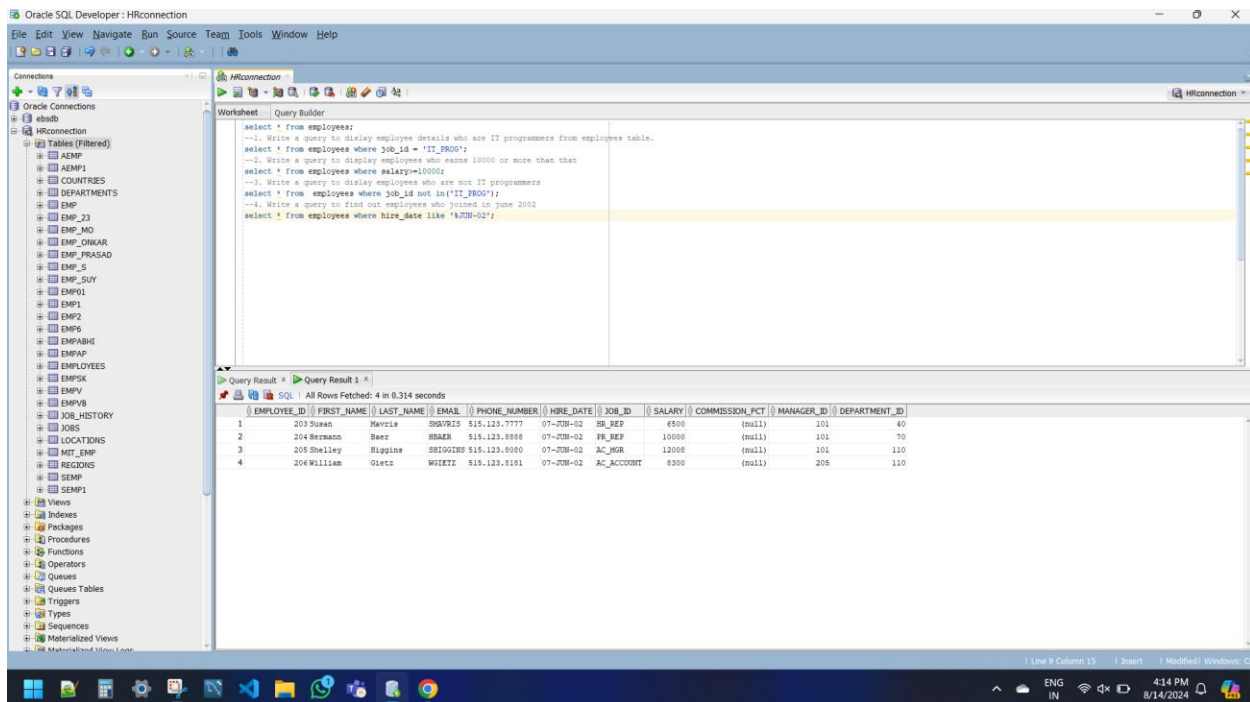 Oracle SQL Developer : HRconnection
File Edit View Navigate Run Source Team Tools Window Help
Connections
HRconnection
Oracle Connections
ebsdb
HRconnection
Tables (Filtered)
AEMP
AEMP1
COUNTRIES
DEPARTMENTS
EMP
EMP_23
EMP_MO
EMP_ONKAR
EMP_PRASAD
EMP_S
EMP_SUY
EMP01
EMP1
EMP2
EMP6
EMPABHI
EMPAP
EMPLOYEES
EMPSK
EMPV
EMPVB
JOB_HISTORY
JOBS
LOCATIONS
MIT_EMP
REGIONS
SEMP
SEMP1
Views
Indexes
Packages
Procedures
Functions
Operators
Queues
Queues Tables
Triggers
Types
Sequences
Materialized Views
Materialized View Logs
HRconnection
Worksheet Query Builder
select * from employees;
--1. Write a query to dislay employee details who are IT programmers from employees table.
select * from employees where job_id = 'IT_PROG';
--2. Write a query to display employees who earns 10000 or more than that
select * from employees where salary>=10000;
--3. Write a query to dislay employees who are not IT programmers
select * from employees where job_id not in('IT_PROG');
--4. Write a query to find out employees who joined in june 2002
select * from employees where hire_date like '%JUN-02';
Query Result Query Result 1
SQL All Rows Fetched: 4 in 0.314 seconds
EMPLOYEE_ID FIRST_NAME LAST_NAME EMAIL PHONE_NUMBER HIRE_DATE JOB_ID SALARY COMMISSION_PCT MANAGER_ID DEPARTMENT_ID
1 203 Susan Mavris SMAVRIS 515.123.7777 07-JUN-02 HR_REP 6500 (null) 101 40
2 204 Hermann Baer HBAER 515.123.8888 07-JUN-02 PR_REP 10000 (null) 101 70
3 205 Shelley Higgins SHIGGINS 515.123.8080 07-JUN-02 AC_MGR 12008 (null) 101 110
4 206 William Gietz WGIETZ 515.123.8181 07-JUN-02 AC_ACCOUNT 8300 (null) 205 110
Line 9 Column 15 Insert Modified Windows: C
ENG
IN
4:14 PM
8/14/2024